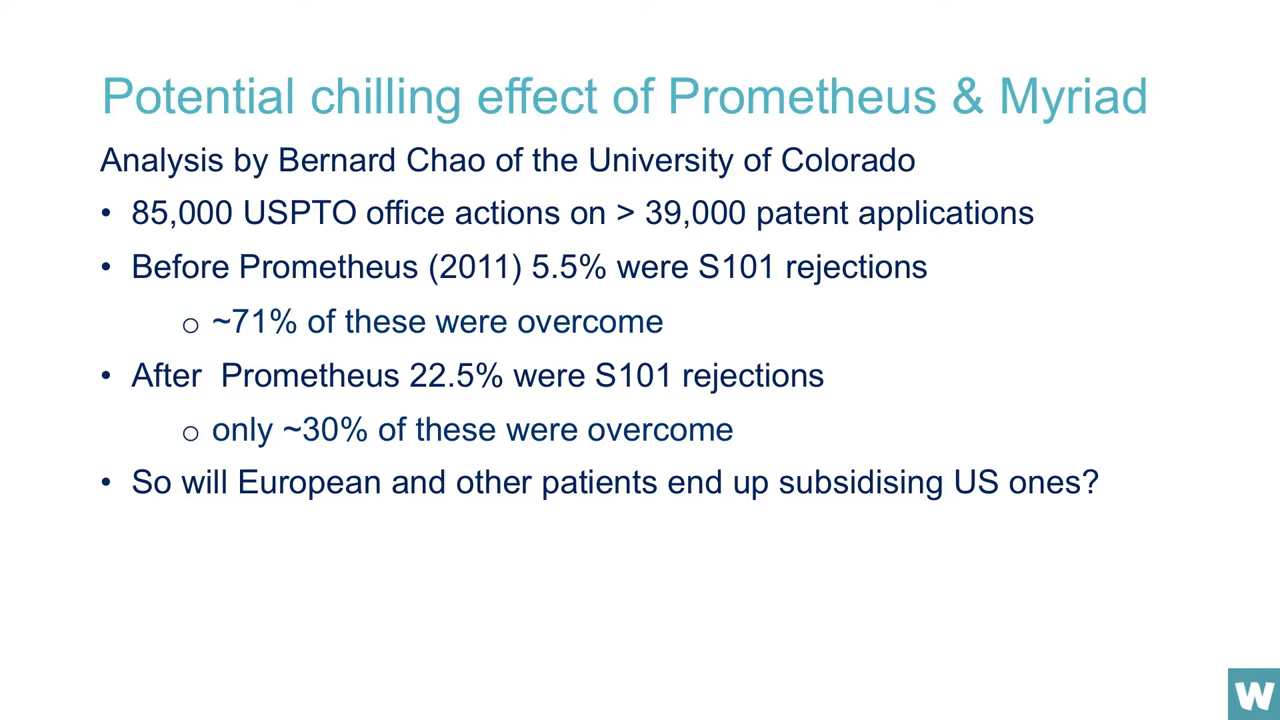 Potential chilling effect of Prometheus & Myriad
Analysis by Bernard Chao of the University of Colorado
• 85,000 USPTO office actions on > 39,000 patent applications
• Before Prometheus (2011) 5.5% were S101 rejections
o ~71% of these were overcome
• After  Prometheus 22.5% were S101 rejections
o only ~30% of these were overcome
• So will European and other patients end up subsidising US ones?
W